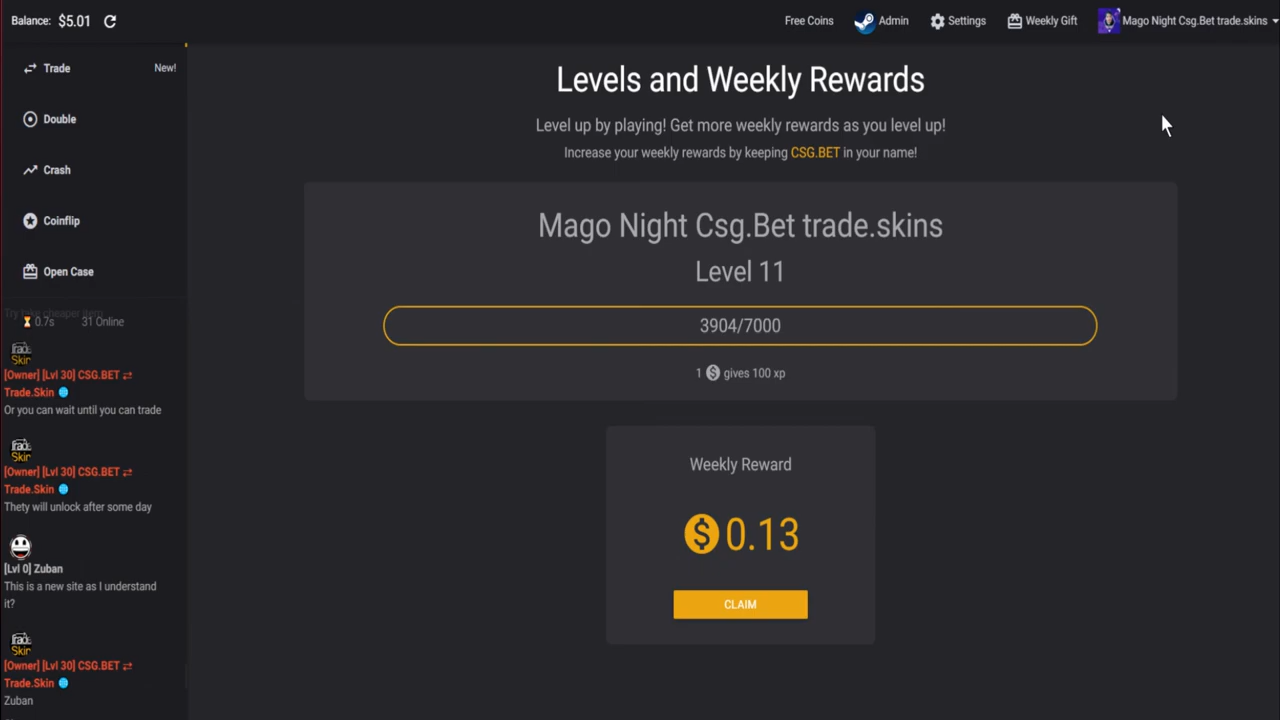 Balance: $5.01
Free Coins
Admin
Settings
Weekly Gift
Mago Night Csg.Bet trade.skins
Trade New!
Double
Crash
Coinflip
Open Case
Try take cheaper item
0.7s 31 Online
[Owner] [Lvl 30] CSG.BET ⇄
Trade.Skin
Or you can wait until you can trade
[Owner] [Lvl 30] CSG.BET ⇄
Trade.Skin
Thety will unlock after some day
[Lvl 0] Zuban
This is a new site as I understand
it?
[Owner] [Lvl 30] CSG.BET ⇄
Trade.Skin
Zuban
Levels and Weekly Rewards
Level up by playing! Get more weekly rewards as you level up!
Increase your weekly rewards by keeping CSG.BET in your name!
Mago Night Csg.Bet trade.skins
Level 11
3904/7000
1 $ gives 100 xp
Weekly Reward
$ 0.13
CLAIM